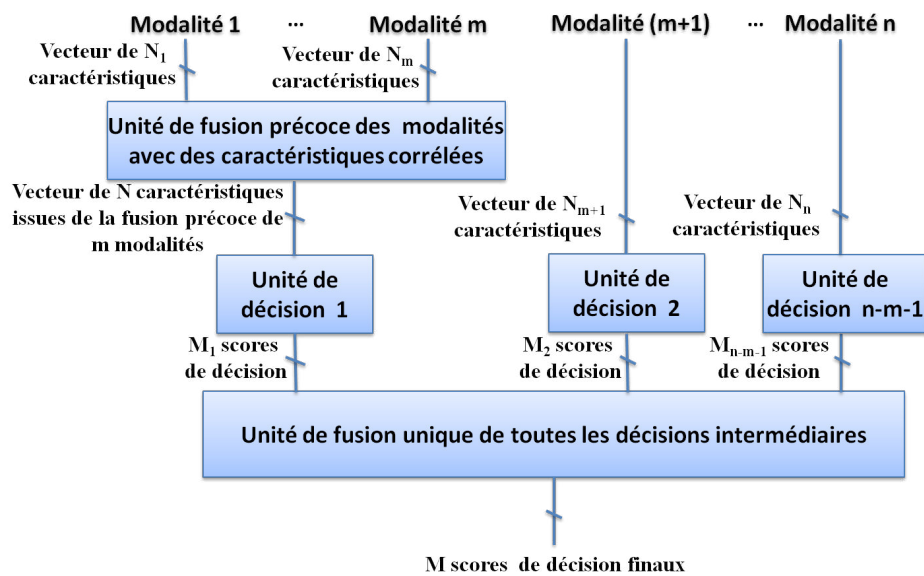 Modalité 1 ... Modalité m Modalité (m+1) ... Modalité n
Vecteur de N₁
caractéristiques
Vecteur de Nₘ
caractéristiques
Unité de fusion précoce des modalités
avec des caractéristiques corrélées
Vecteur de N caractéristiques
issues de la fusion précoce de
m modalités
Vecteur de Nₘ₊₁
caractéristiques
Vecteur de Nₙ
caractéristiques
Unité de
décision 1
Unité de
décision 2
Unité de
décision n-m-1
M₁ scores
de décision
M₂ scores
de décision
Mₙ₋ₘ₋₁ scores
de décision
Unité de fusion unique de toutes les décisions intermédiaires
M scores de décision finaux